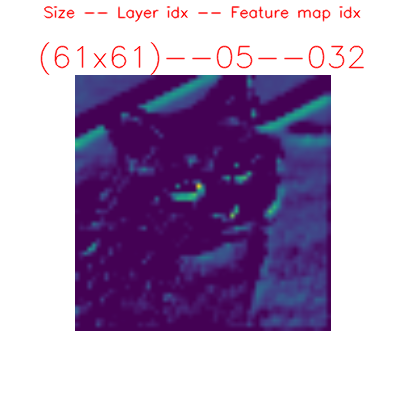 Size -- Layer idx -- Feature map idx
(61x61)--05--032